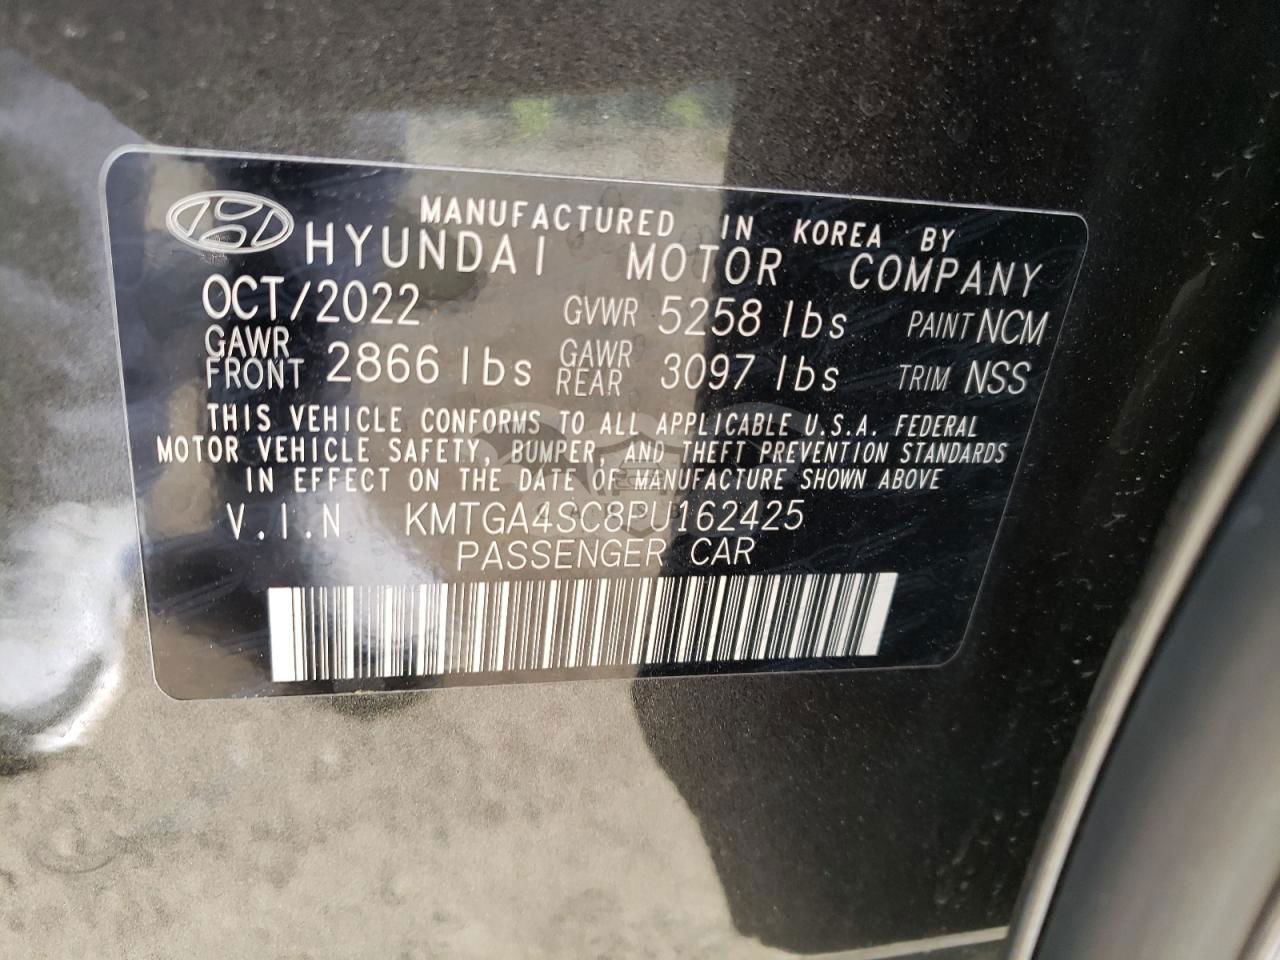 MANUFACTURED IN KOREA BY
HYUNDAI MOTOR COMPANY
OCT/2022 GVWR 5258 lbs PAINT NCM
GAWR FRONT 2866 lbs GAWR REAR 3097 lbs TRIM NSS
THIS VEHICLE CONFORMS TO ALL APPLICABLE U.S.A. FEDERAL
MOTOR VEHICLE SAFETY, BUMPER, AND THEFT PREVENTION STANDARDS
IN EFFECT ON THE DATE OF MANUFACTURE SHOWN ABOVE
V.I.N KMTGA4SC8PU162425
PASSENGER CAR